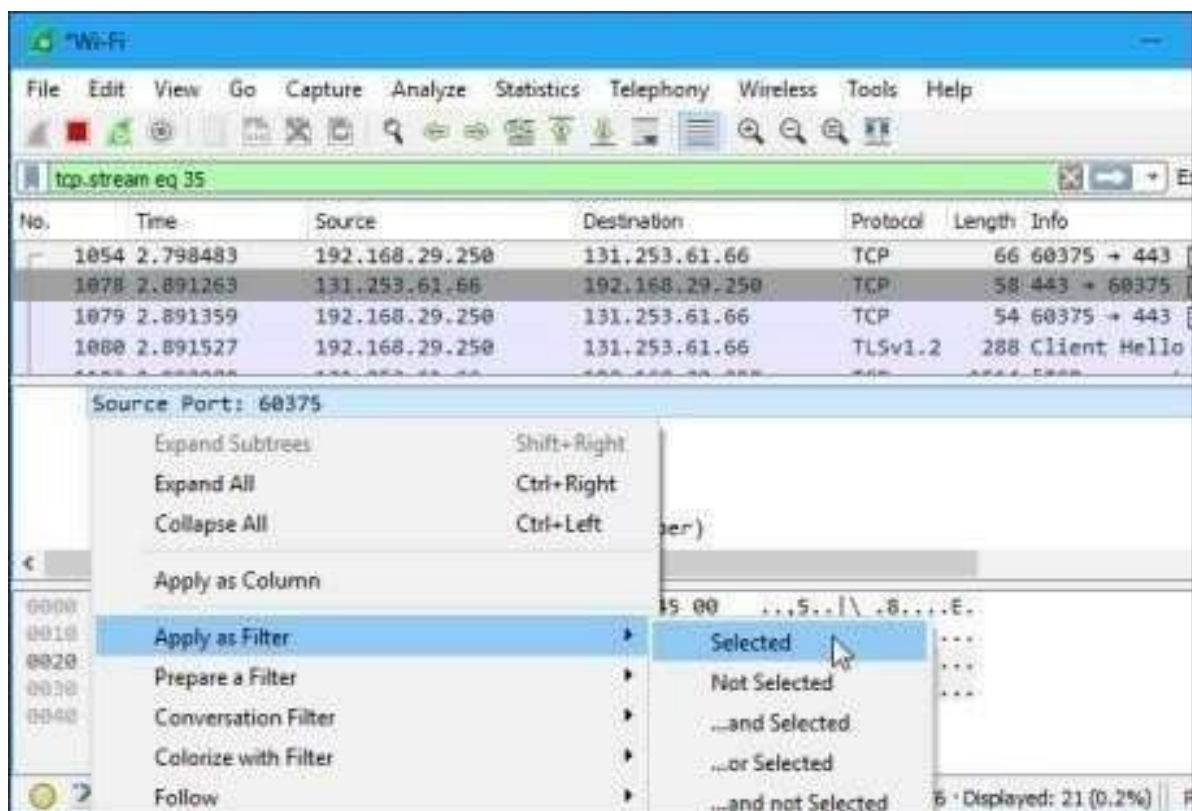 *Wi-Fi
File Edit View Go Capture Analyze Statistics Telephony Wireless Tools Help
tcp.stream eq 35
No. Time Source Destination Protocol Length Info
1054 2.798483 192.168.29.250 131.253.61.66 TCP 66 60375 → 443 [
1078 2.891263 131.253.61.66 192.168.29.250 TCP 58 443 → 60375 [
1079 2.891359 192.168.29.250 131.253.61.66 TCP 54 60375 → 443 [
1080 2.891527 192.168.29.250 131.253.61.66 TLSv1.2 288 Client Hello
Source Port: 60375
Expand Subtrees Shift+Right
Expand All Ctrl+Right
Collapse All Ctrl+Left
Apply as Column
0000 45 00 ...5..|\ .8....E.
0010 Apply as Filter Selected
0020 Prepare a Filter Not Selected
0030
0040 Conversation Filter ...and Selected
Colorize with Filter ...or Selected
Follow ...and not Selected Displayed: 21 (0.2%)